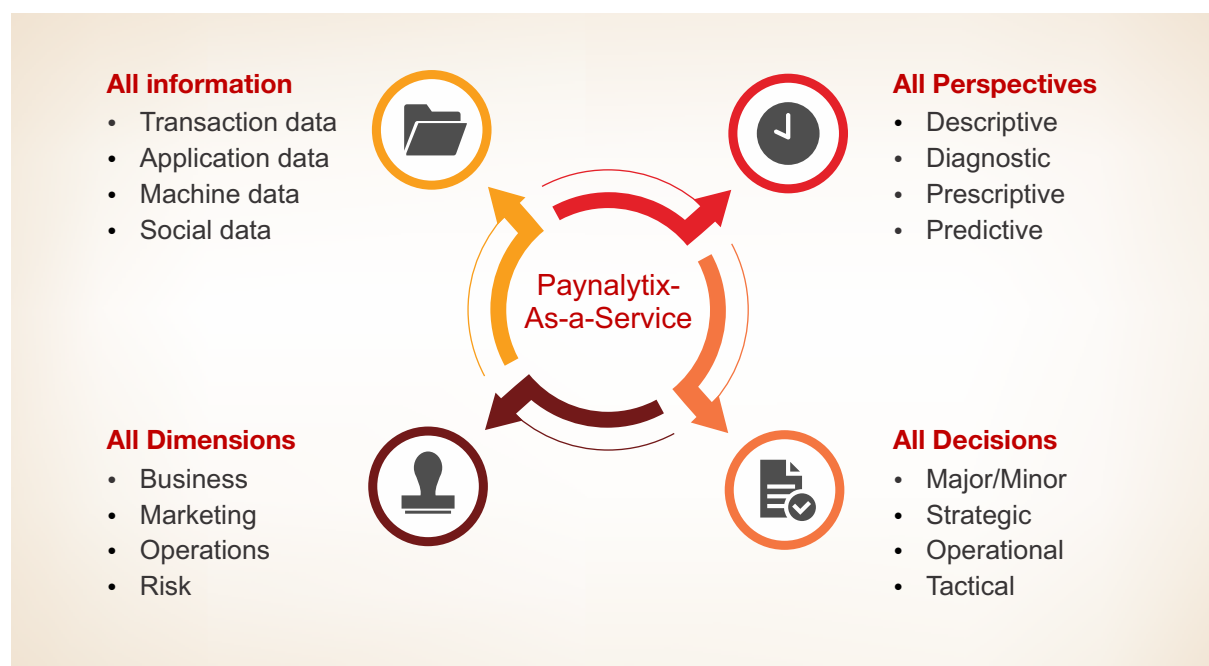 All information
• Transaction data
• Application data
• Machine data
• Social data
All Perspectives
• Descriptive
• Diagnostic
• Prescriptive
• Predictive
Paynalytix-
As-a-Service
All Dimensions
• Business
• Marketing
• Operations
• Risk
All Decisions
• Major/Minor
• Strategic
• Operational
• Tactical